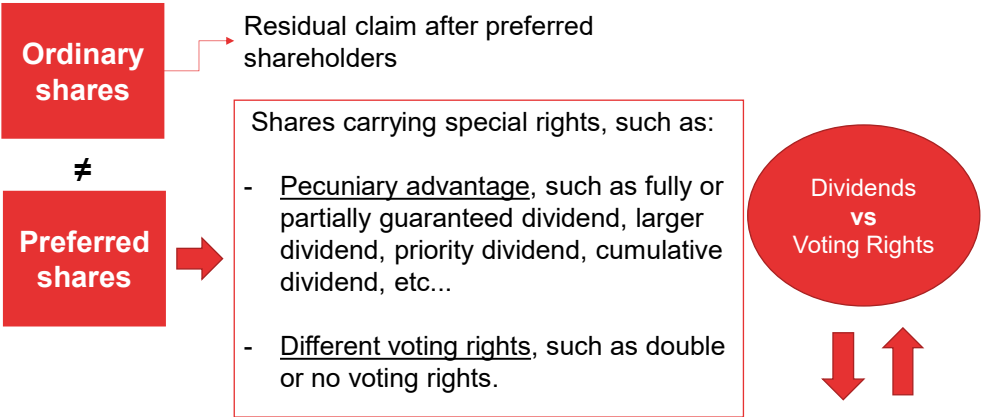 Ordinary
shares
Residual claim after preferred
shareholders
≠
Preferred
shares
Shares carrying special rights, such as:
- Pecuniary advantage, such as fully or
partially guaranteed dividend, larger
dividend, priority dividend, cumulative
dividend, etc...
- Different voting rights, such as double
or no voting rights.
Dividends
vs
Voting Rights